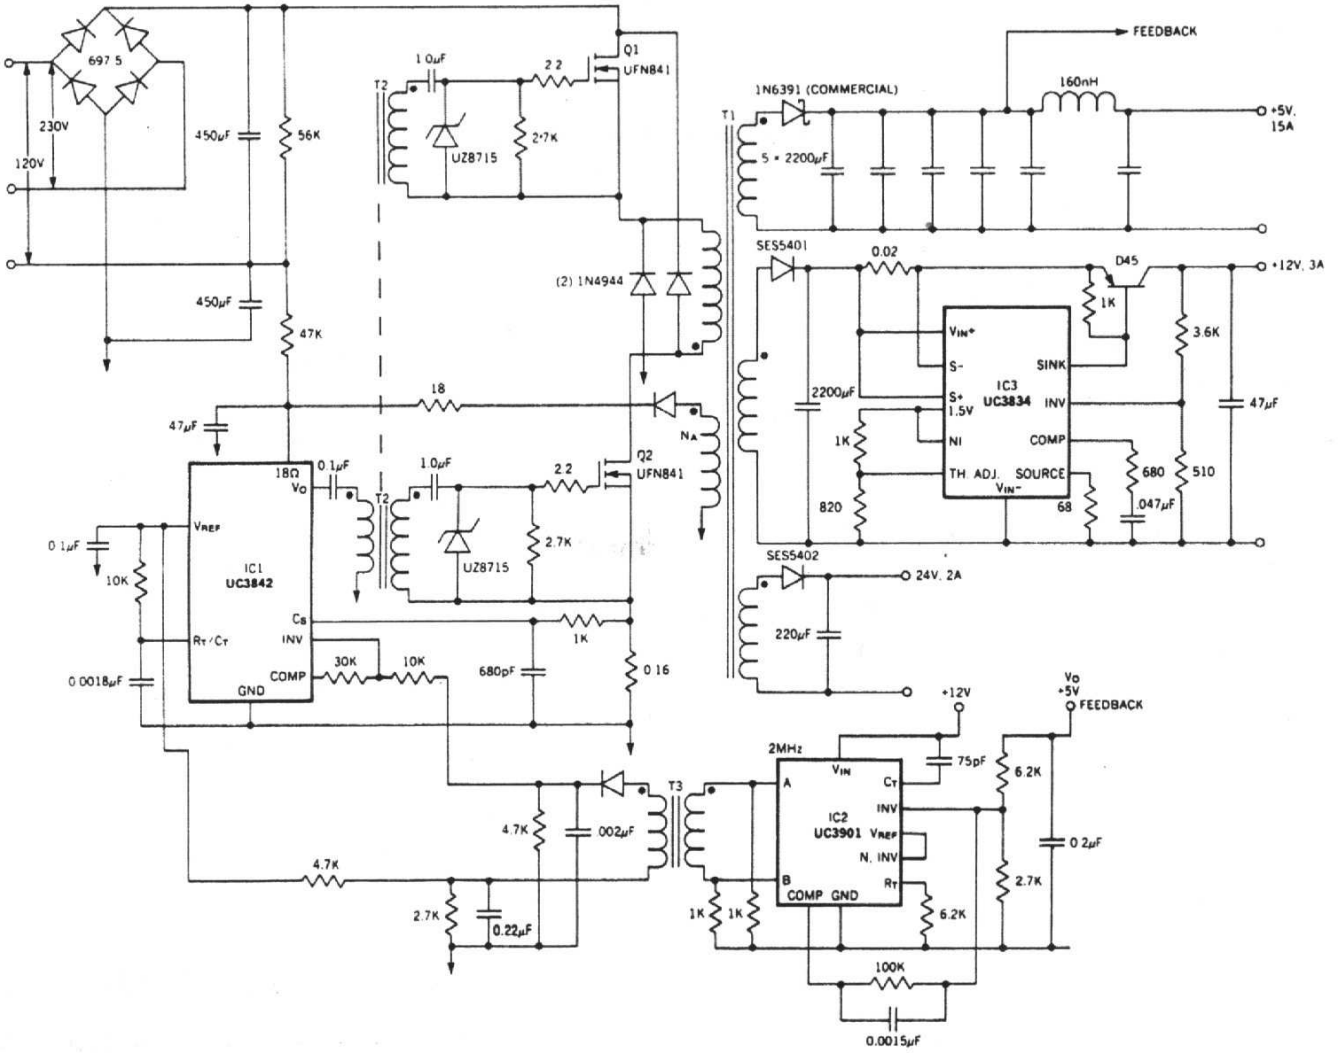 FEEDBACK
Q1
UFN841
697 5
T2
1 0µF
2 2
160nH
1N6391 (COMMERCIAL)
+5V,
15A
T1
230V
450µF
56K
2·7K
UZ8715
5 × 2200µF
120V
SES5401
0.02
D45
+12V, 3A
(2) 1N4944
450µF
47K
1K
VIN+
3.6K
S−
SINK
IC3
UC3834
18
2200µF
S+
1.5V
INV
47µF
47µF
NA
1K
NI
COMP
Q2
UFN841
18Ω
0.1µF
1.0µF
2.2
VO
T2
TH. ADJ.
SOURCE
680
510
VIN−
820
68
.047µF
VREF
0 1µF
2.7K
SES5402
IC1
UC3842
UZ8715
10K
24V, 2A
CS
1K
INV
RT/CT
220µF
30K
10K
680pF
0 16
COMP
0 0018µF
GND
+12V
VO
+5V
FEEDBACK
2MHz
VIN
75pF
6.2K
T3
A
CT
INV
IC2
UC3901
4.7K
002µF
VREF
0 2µF
N. INV
4.7K
B
RT
2.7K
COMP
GND
2.7K
1K
1K
6.2K
0.22µF
100K
0.0015µF